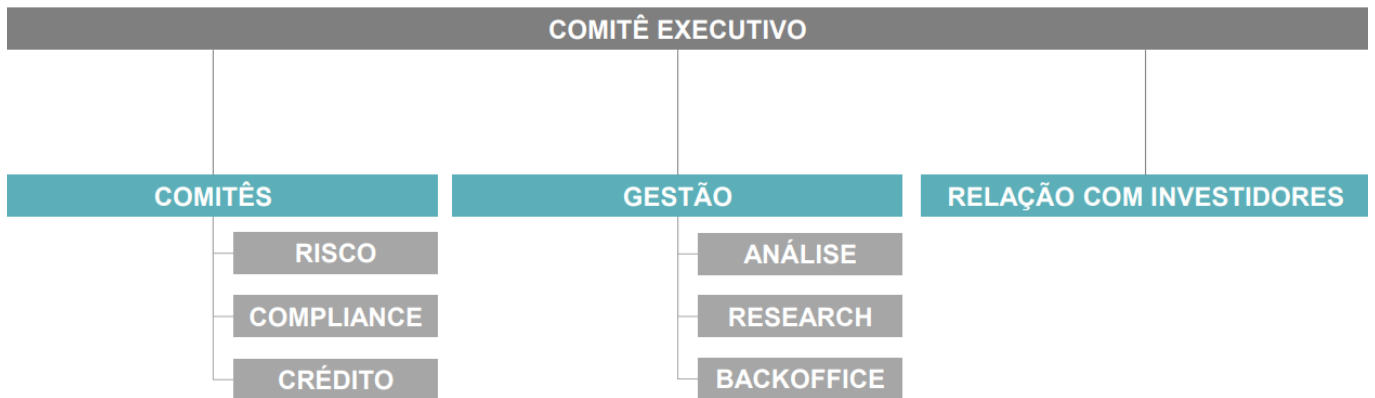 COMITÊ EXECUTIVO
COMITÊS
RISCO
COMPLIANCE
CRÉDITO
GESTÃO
ANÁLISE
RESEARCH
BACKOFFICE
RELAÇÃO COM INVESTIDORES